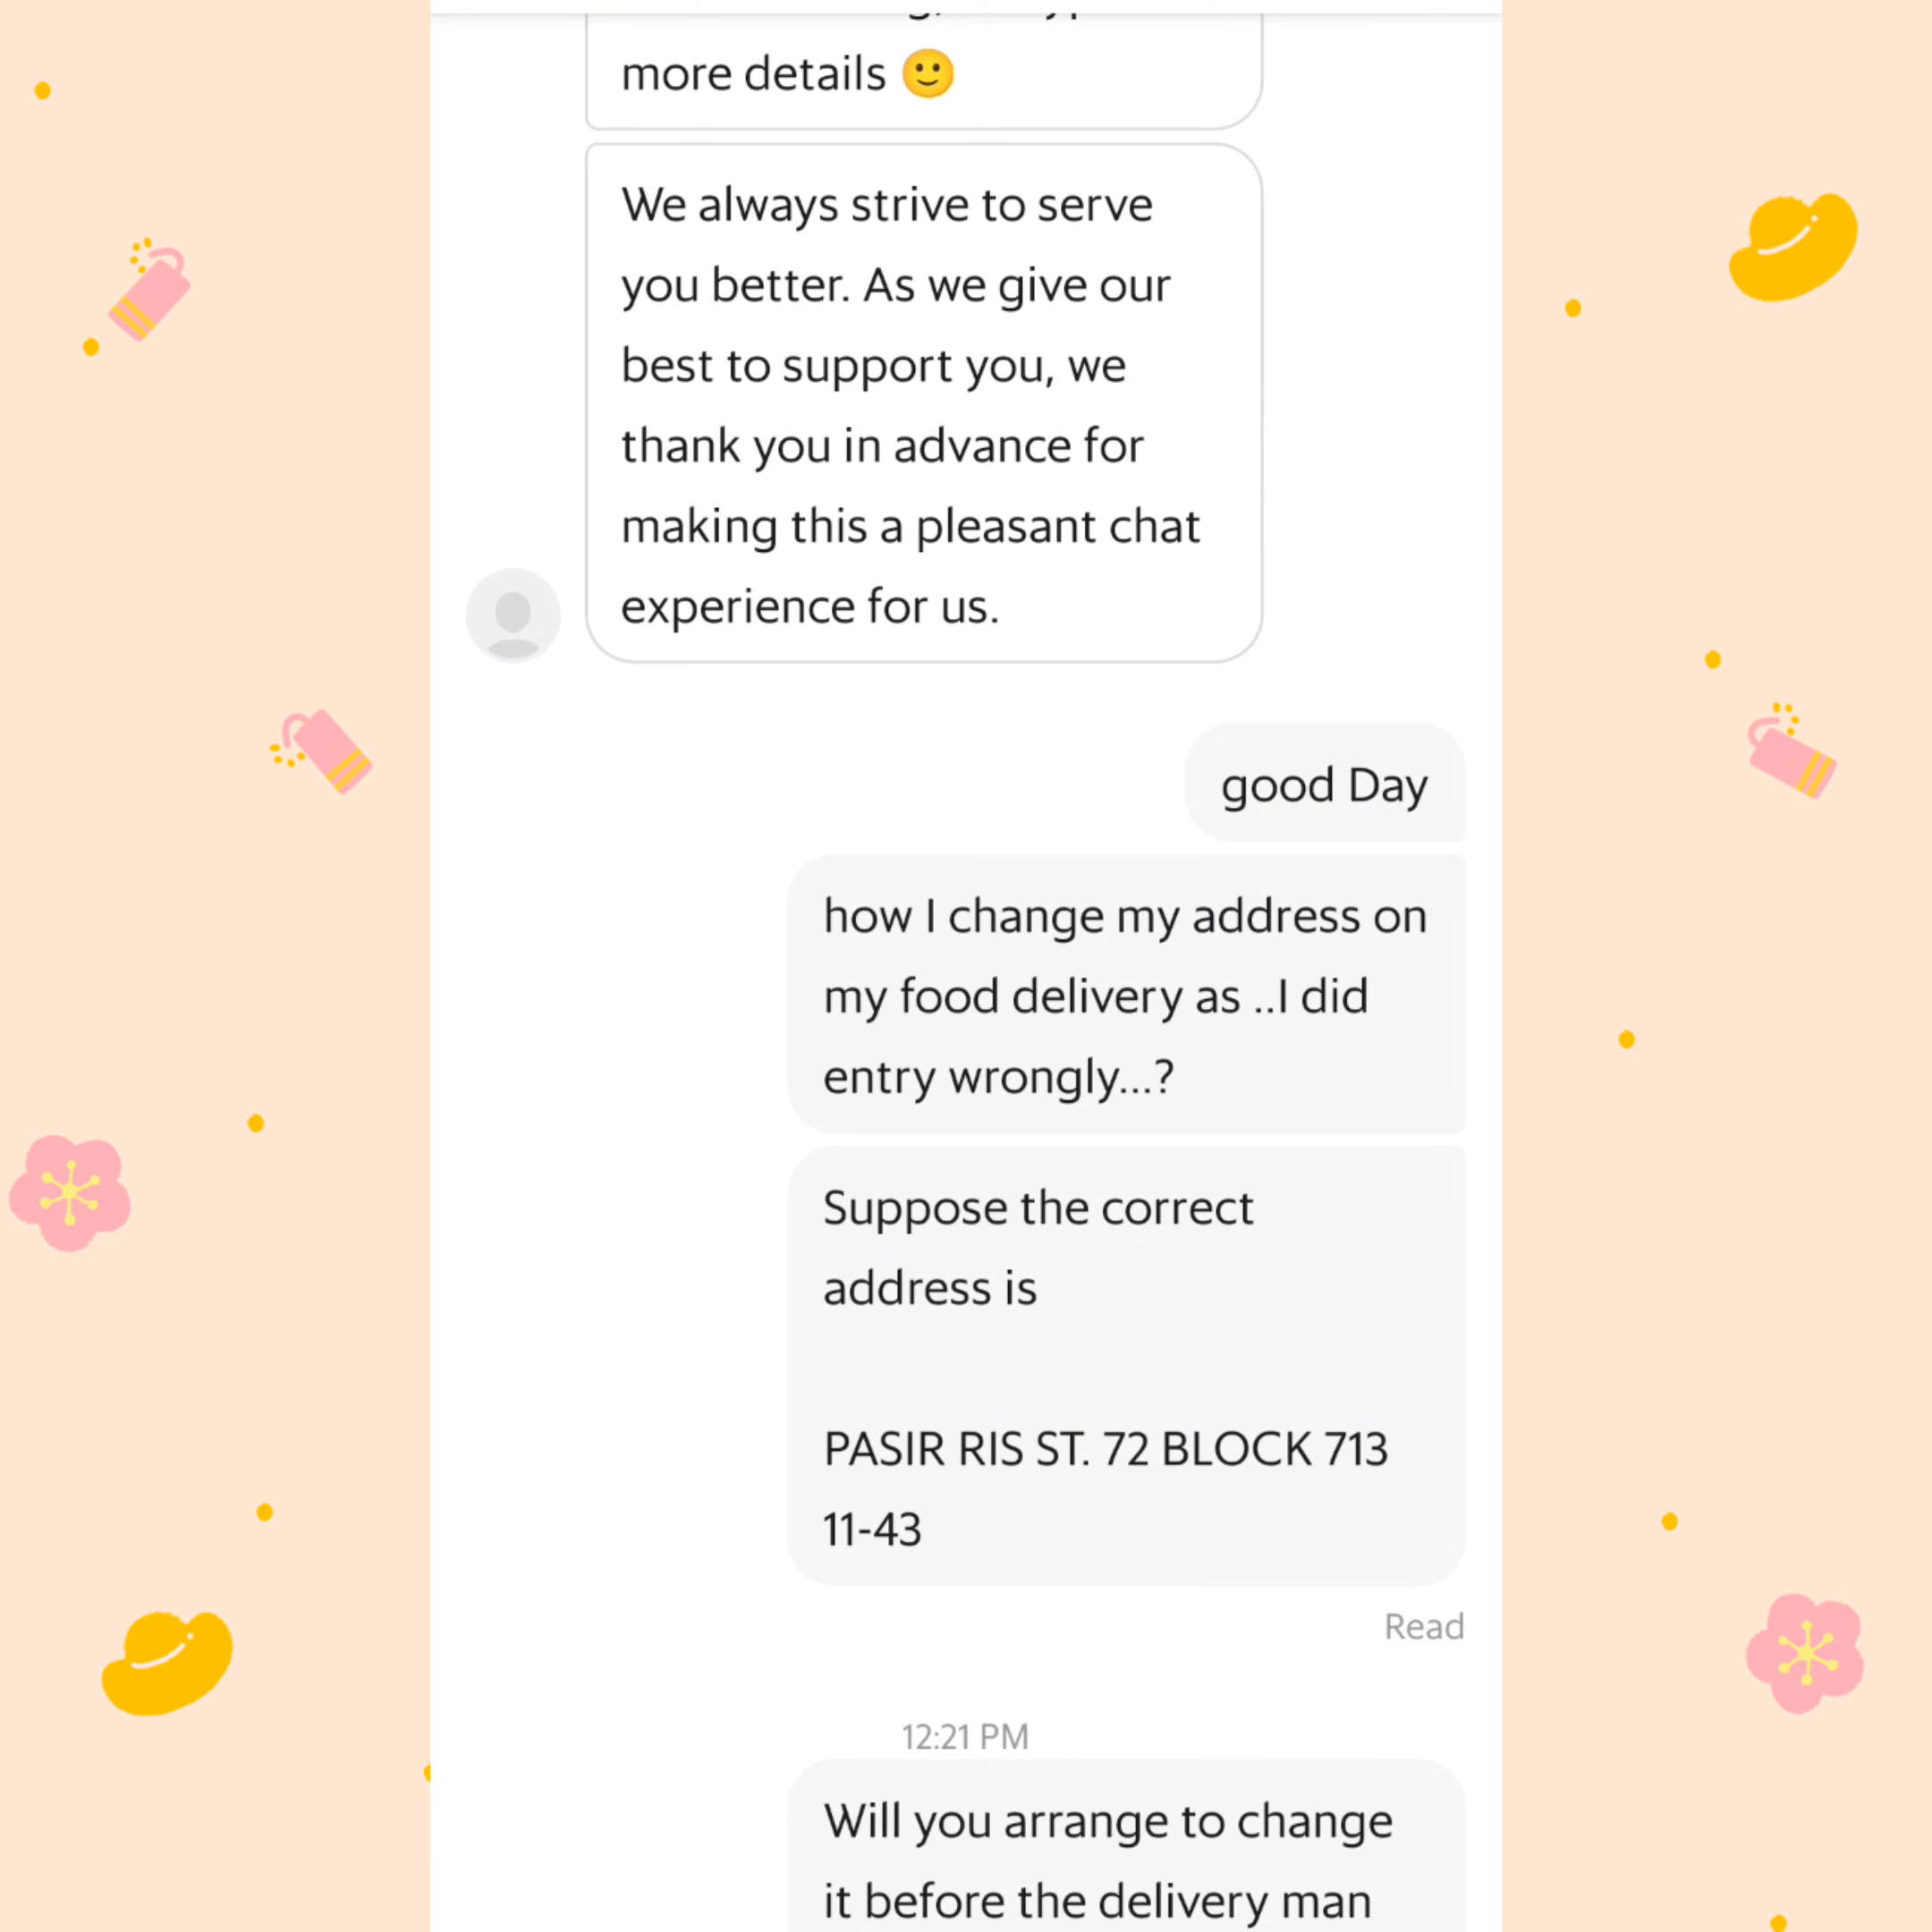 more details 🙂
We always strive to serve
you better. As we give our
best to support you, we
thank you in advance for
making this a pleasant chat
experience for us.
good Day
how I change my address on
my food delivery as ..I did
entry wrongly...?
Suppose the correct
address is
PASIR RIS ST. 72 BLOCK 713
11-43
Read
12:21 PM
Will you arrange to change
it before the delivery man